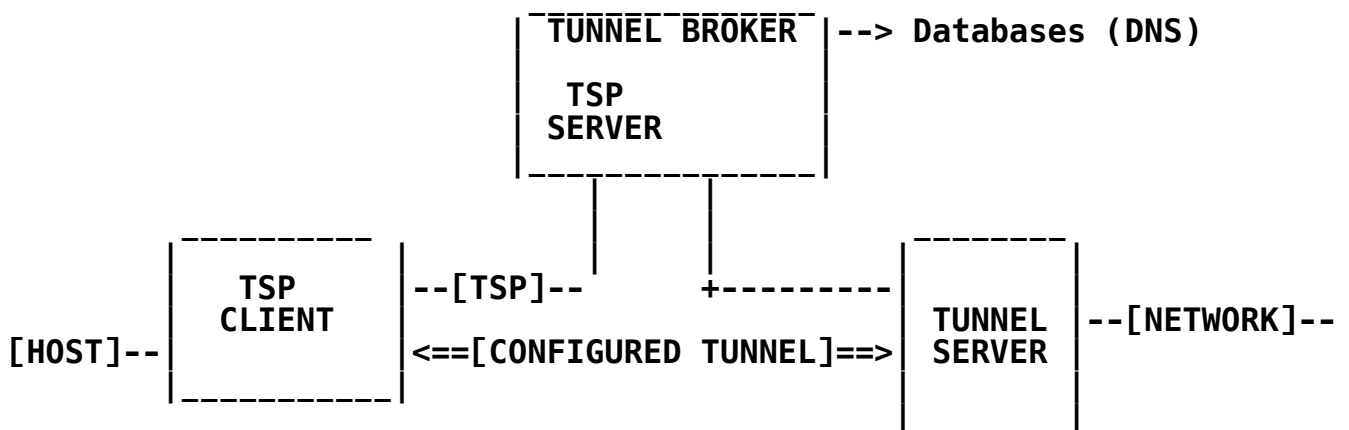 TUNNEL BROKER |--> Databases (DNS)
TSP
SERVER
TSP |--[TSP]-- +---------|
CLIENT | TUNNEL |--[NETWORK]--
[HOST]--| |<==[CONFIGURED TUNNEL]==>| SERVER